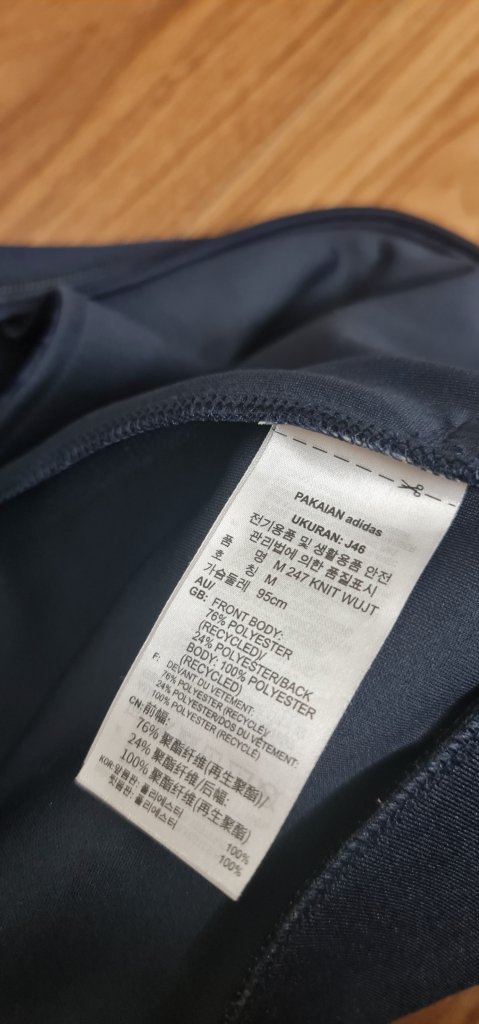 PAKAIAN adidas
UKURAN: J46
전기용품 및 생활용품 안전
관리법에 의한 품질표시
품 명 M 247 KNIT WUJT
호 칭 M
가슴둘레 95cm
AU/
GB: FRONT BODY:
76% POLYESTER
(RECYCLED)/
24% POLYESTER/BACK
BODY: 100% POLYESTER
(RECYCLED)
F: DEVANT DU VÊTEMENT:
76% POLYESTER (RECYCLÉ)/
24% POLYESTER/DOS DU VÊTEMENT:
100% POLYESTER (RECYCLÉ)
CN: 前幅:
76% 聚酯纤维(再生聚酯)/
24% 聚酯纤维/后幅:
100% 聚酯纤维(再生聚酯)
KOR: 앞몸판: 폴리에스터 100%
뒷몸판: 폴리에스터 100%